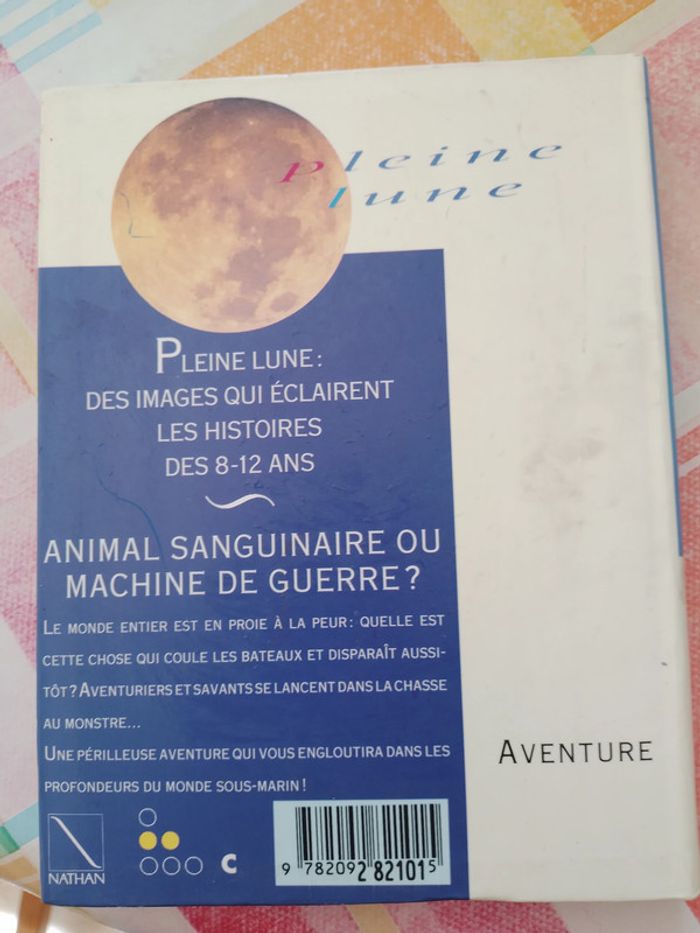 pleine
lune
PLEINE LUNE :
DES IMAGES QUI ÉCLAIRENT
LES HISTOIRES
DES 8-12 ANS
ANIMAL SANGUINAIRE OU
MACHINE DE GUERRE ?
LE MONDE ENTIER EST EN PROIE À LA PEUR : QUELLE EST
CETTE CHOSE QUI COULE LES BATEAUX ET DISPARAÎT AUSSI-
TÔT ? AVENTURIERS ET SAVANTS SE LANCENT DANS LA CHASSE
AU MONSTRE...
UNE PÉRILLEUSE AVENTURE QUI VOUS ENGLOUTIRA DANS LES
PROFONDEURS DU MONDE SOUS-MARIN !
AVENTURE
NATHAN
C
9 782092 821015